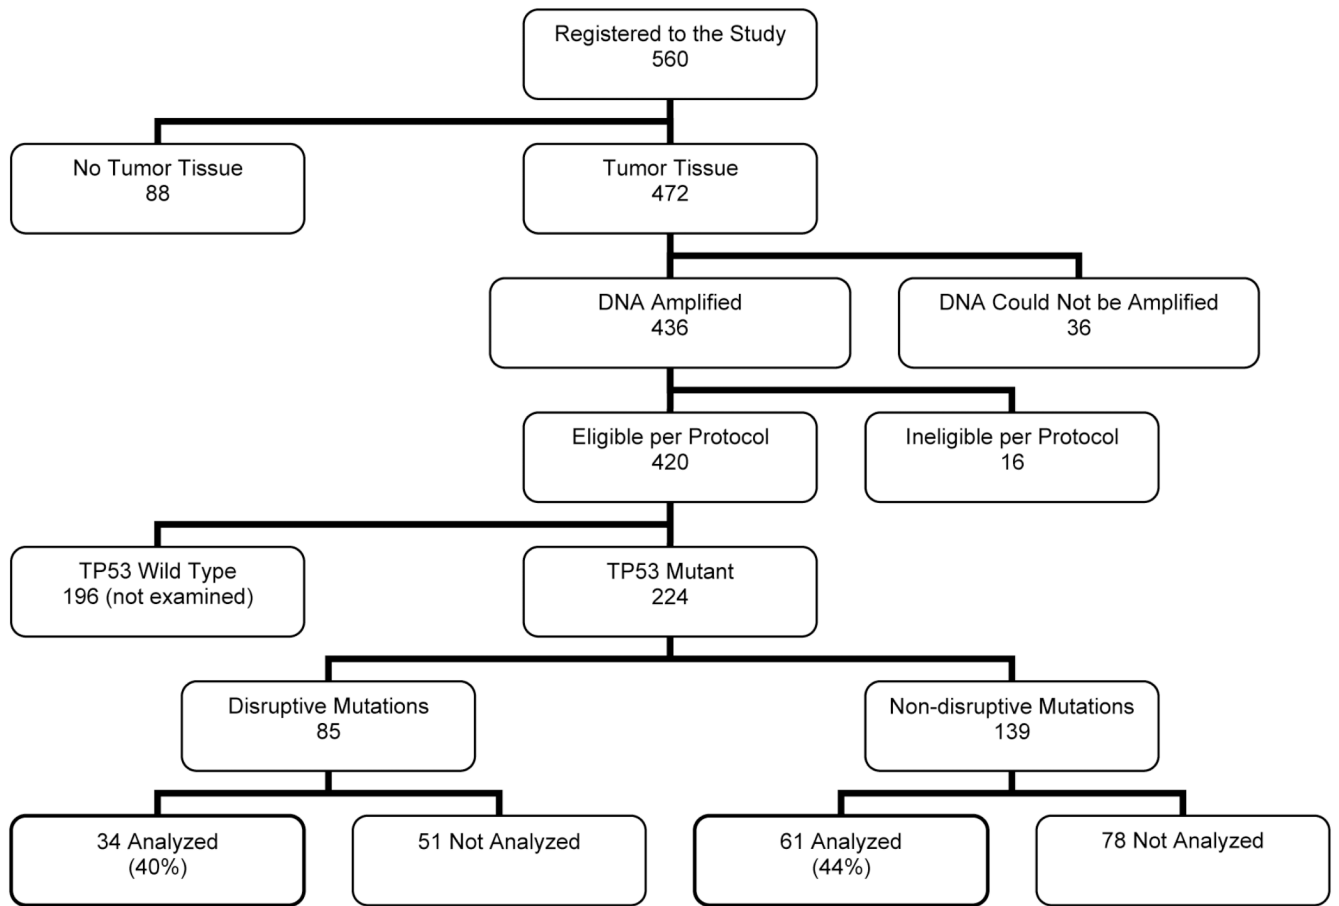 Registered to the Study
560
No Tumor Tissue
88
Tumor Tissue
472
DNA Amplified
436
DNA Could Not be Amplified
36
Eligible per Protocol
420
Ineligible per Protocol
16
TP53 Wild Type
196 (not examined)
TP53 Mutant
224
Disruptive Mutations
85
Non-disruptive Mutations
139
34 Analyzed
(40%)
51 Not Analyzed
61 Analyzed
(44%)
78 Not Analyzed